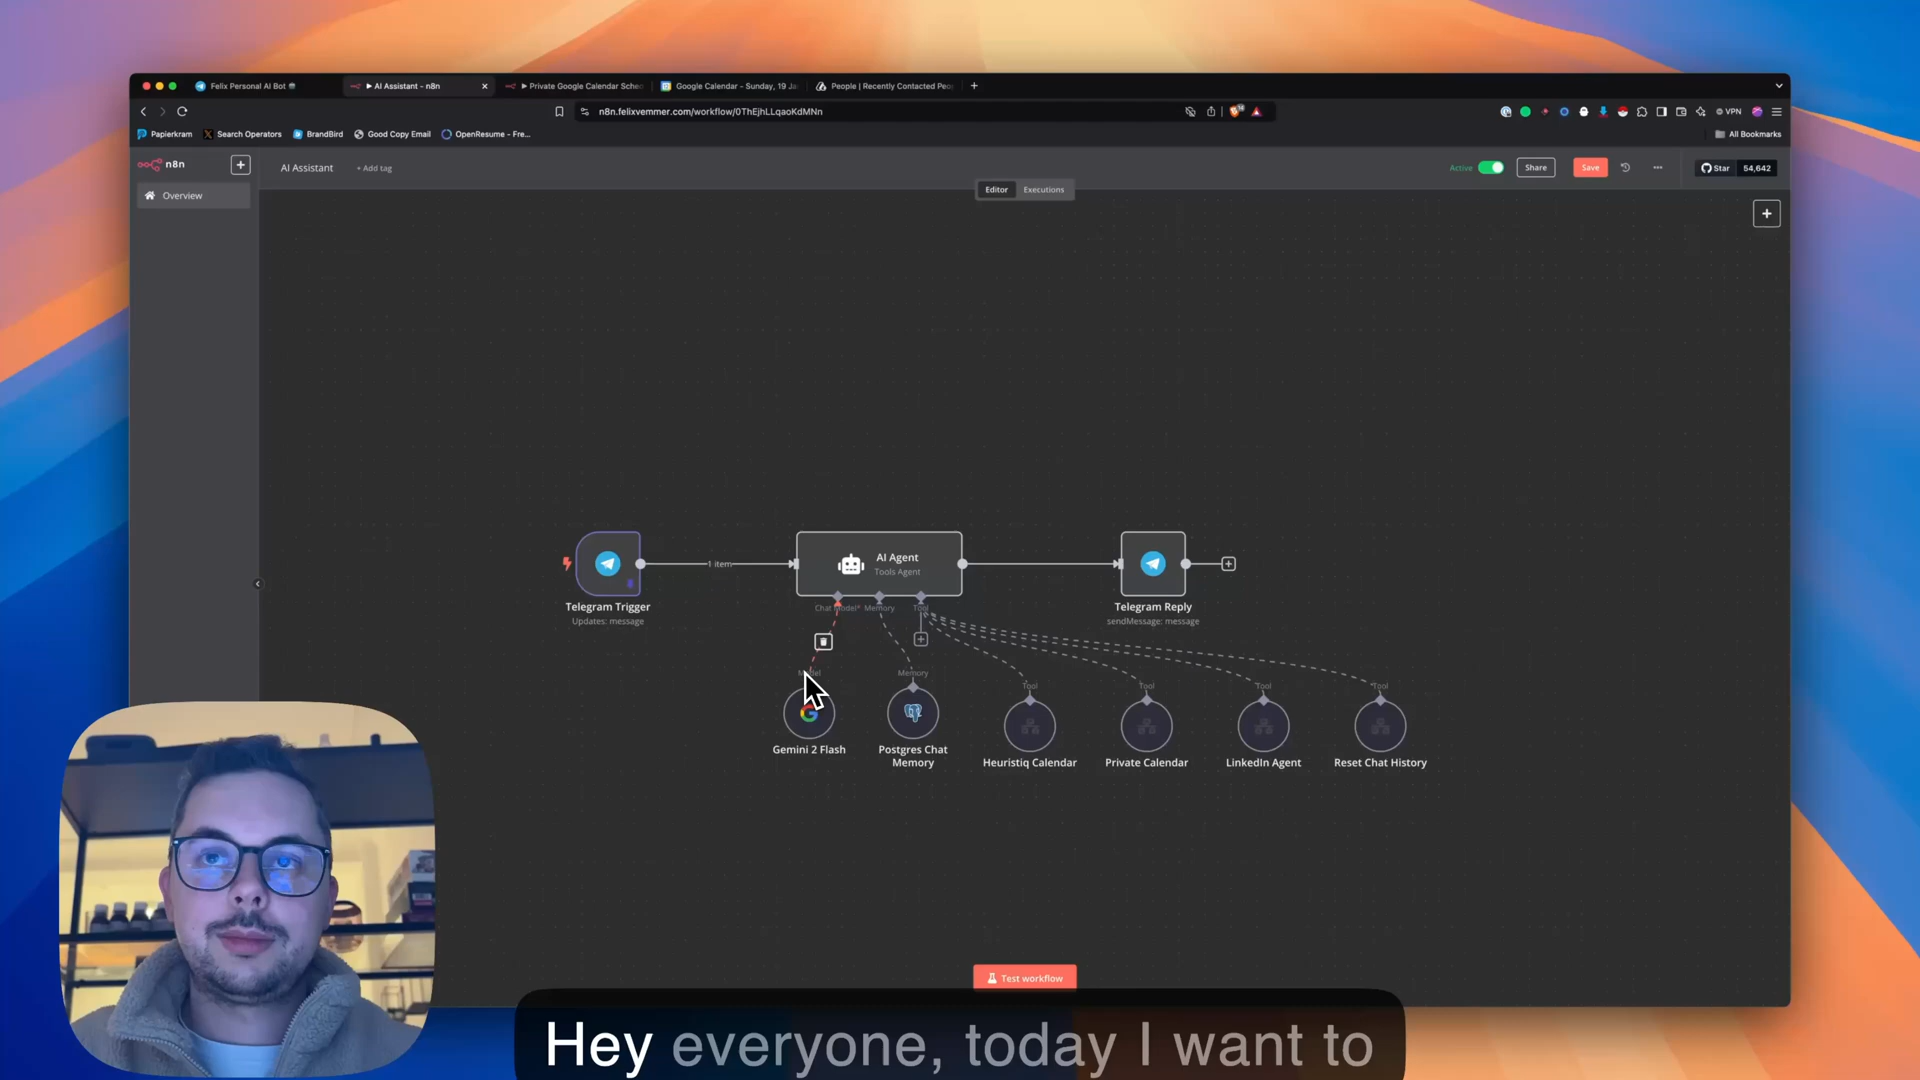 Felix Personal AI Bot
▶ AI Assistant - n8n
▶ Private Google Calendar Sche
Google Calendar - Sunday, 19 Ja
People | Recently Contacted Peo
n8n.felixvemmer.com/workflow/0ThEjhLLqaoKdMNn
VPN
Papierkram
Search Operators
BrandBird
Good Copy Email
OpenResume - Fre...
All Bookmarks
n8n
AI Assistant
+ Add tag
Active
Share
Save
Star
54,642
Overview
Editor
Executions
1 item
AI Agent
Tools Agent
Telegram Trigger
Updates: message
Chat Model*
Memory
Tool
Telegram Reply
sendMessage: message
Memory
Tool
Tool
Tool
Tool
Gemini 2 Flash
Postgres Chat
Memory
Heuristiq Calendar
Private Calendar
LinkedIn Agent
Reset Chat History
Test workflow
Hey everyone, today I want to